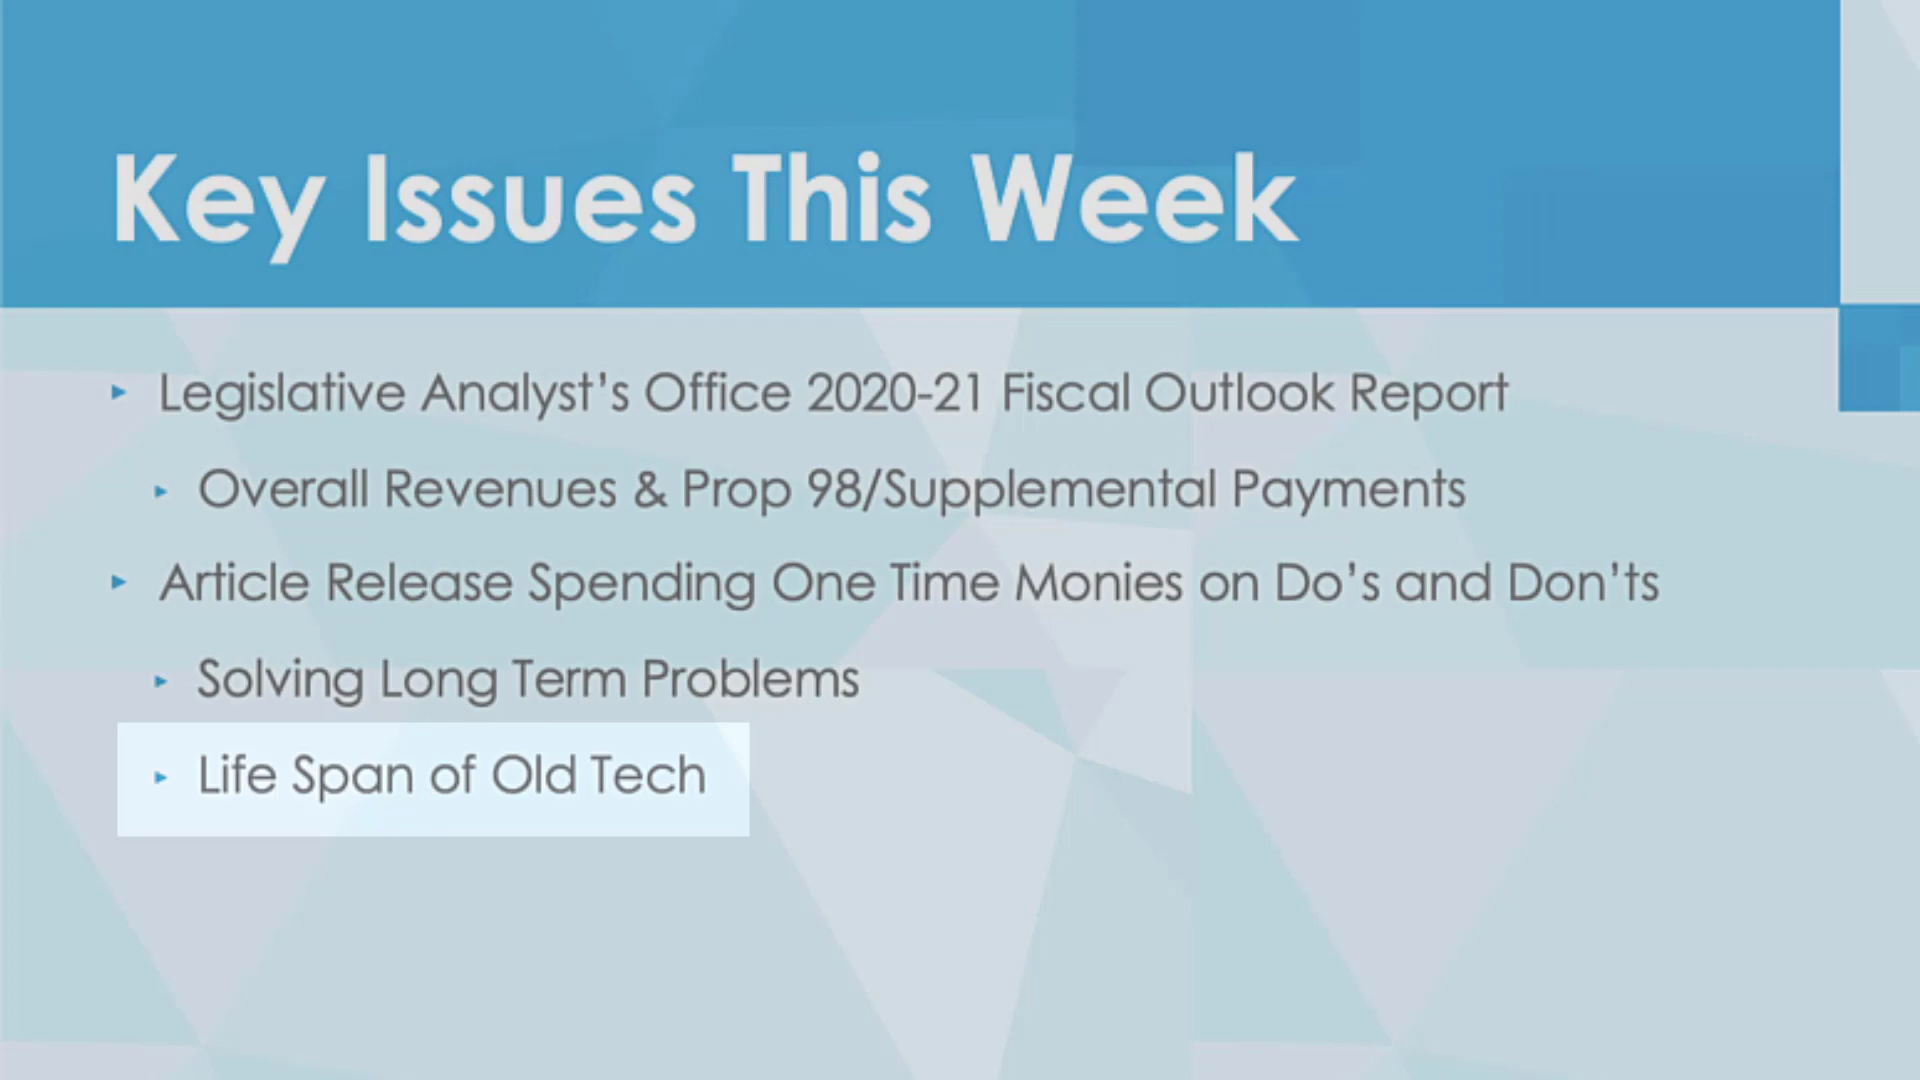 Key Issues This Week
Legislative Analyst’s Office 2020-21 Fiscal Outlook Report
Overall Revenues & Prop 98/Supplemental Payments
Article Release Spending One Time Monies on Do’s and Don’ts
Solving Long Term Problems
Life Span of Old Tech